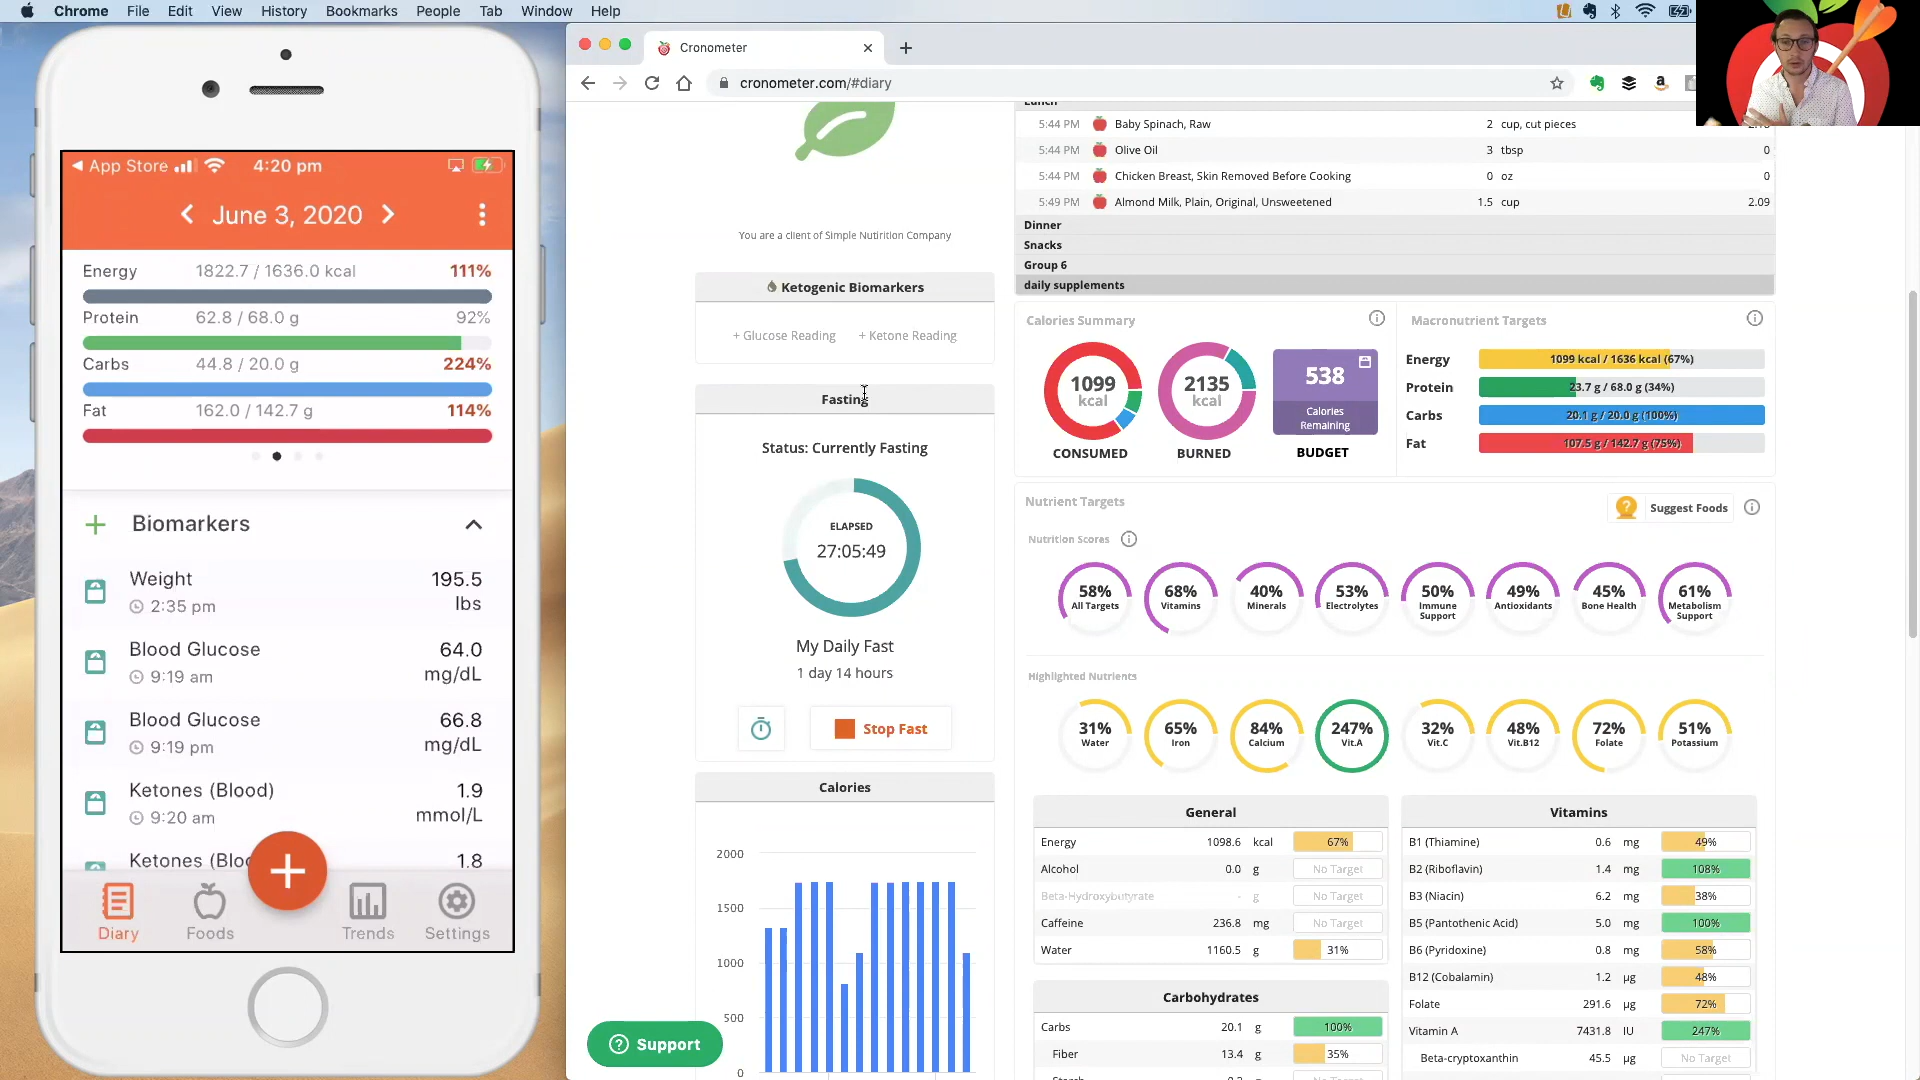 Chrome File Edit View History Bookmarks People Tab Window Help
App Store 4:20 pm
June 3, 2020
Energy 1822.7 / 1636.0 kcal 111%
Protein 62.8 / 68.0 g 92%
Carbs 44.8 / 20.0 g 224%
Fat 162.0 / 142.7 g 114%
Biomarkers
Weight 195.5
2:35 pm lbs
Blood Glucose 64.0
9:19 am mg/dL
Blood Glucose 66.8
9:19 pm mg/dL
Ketones (Blood) 1.9
9:20 am mmol/L
Ketones (Bloo 1.8
Diary Foods Trends Settings
Cronometer
cronometer.com/#diary
You are a client of Simple Nutrition Company
Ketogenic Biomarkers
+ Glucose Reading + Ketone Reading
Fasting
Status: Currently Fasting
ELAPSED
27:05:49
My Daily Fast
1 day 14 hours
Stop Fast
Calories
2000
1500
1000
500
0
Support
Lunch
5:44 PM Baby Spinach, Raw 2 cup, cut pieces
5:44 PM Olive Oil 3 tbsp 0
5:44 PM Chicken Breast, Skin Removed Before Cooking 0 oz 0
5:49 PM Almond Milk, Plain, Original, Unsweetened 1.5 cup 2.09
Dinner
Snacks
Group 6
daily supplements
Calories Summary
1099 kcal
CONSUMED
2135 kcal
BURNED
538
Calories Remaining
BUDGET
Macronutrient Targets
Energy 1099 kcal / 1636 kcal (67%)
Protein 23.7 g / 68.0 g (34%)
Carbs 20.1 g / 20.0 g (100%)
Fat 107.5 g / 142.7 g (75%)
Nutrient Targets
Suggest Foods
Nutrition Scores
58% 68% 40% 53% 50% 49% 45% 61%
All Targets Vitamins Minerals Electrolytes Immune Support Antioxidants Bone Health Metabolism Support
Highlighted Nutrients
31% 65% 84% 247% 32% 48% 72% 51%
Water Iron Calcium Vit.A Vit.C Vit.B12 Folate Potassium
General
Energy 1098.6 kcal 67%
Alcohol 0.0 g No Target
Beta-Hydroxybutyrate - g No Target
Caffeine 236.8 mg No Target
Water 1160.5 g 31%
Carbohydrates
Carbs 20.1 g 100%
Fiber 13.4 g 35%
Vitamins
B1 (Thiamine) 0.6 mg 49%
B2 (Riboflavin) 1.4 mg 108%
B3 (Niacin) 6.2 mg 38%
B5 (Pantothenic Acid) 5.0 mg 100%
B6 (Pyridoxine) 0.8 mg 58%
B12 (Cobalamin) 1.2 µg 48%
Folate 291.6 µg 72%
Vitamin A 7431.8 IU 247%
Beta-cryptoxanthin 45.5 µg No Target